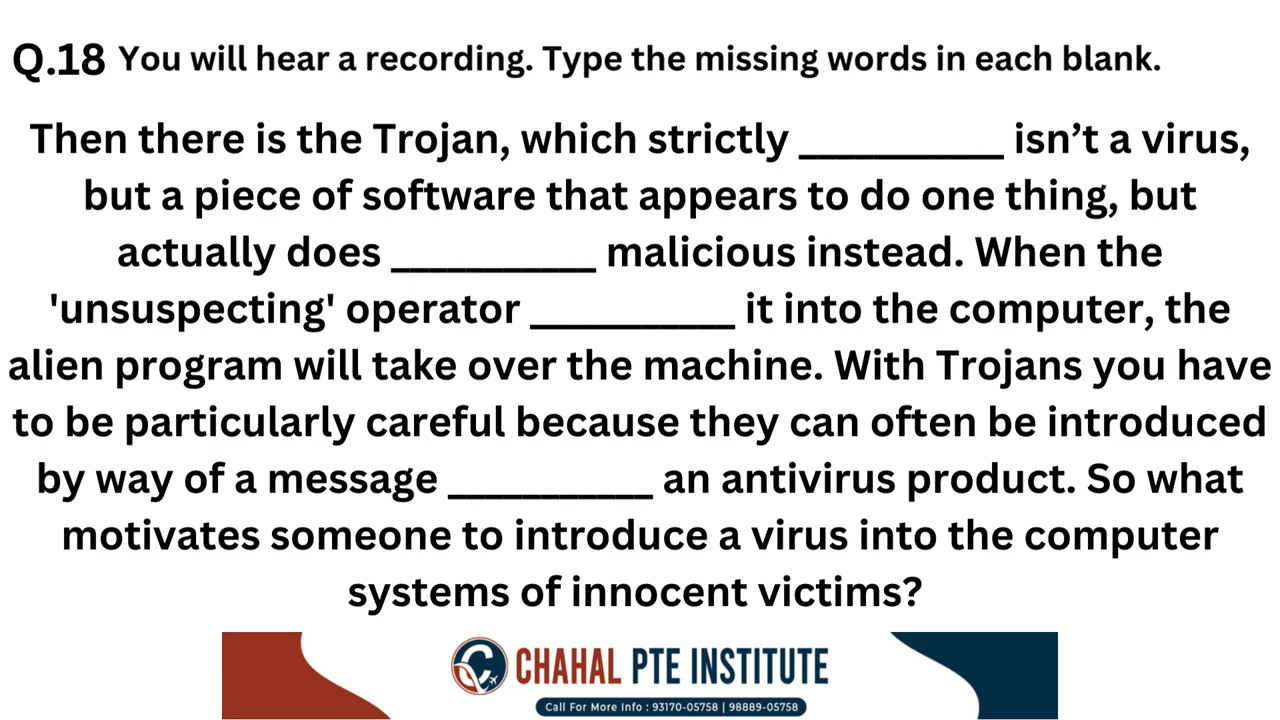 Q.18 You will hear a recording. Type the missing words in each blank.
Then there is the Trojan, which strictly __________ isn’t a virus,
but a piece of software that appears to do one thing, but
actually does __________ malicious instead. When the
'unsuspecting' operator __________ it into the computer, the
alien program will take over the machine. With Trojans you have
to be particularly careful because they can often be introduced
by way of a message __________ an antivirus product. So what
motivates someone to introduce a virus into the computer
systems of innocent victims?
CHAHAL PTE INSTITUTE
Call For More Info : 93170-05758 | 98889-05758